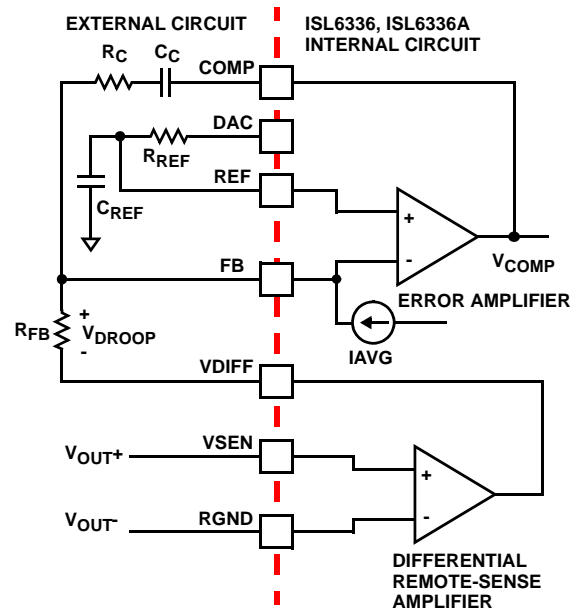 EXTERNAL CIRCUIT
ISL6336, ISL6336A
INTERNAL CIRCUIT
RC
CC
COMP
DAC
RREF
REF
CREF
+
-
VCOMP
FB
ERROR AMPLIFIER
IAVG
RFB
+
VDROOP
-
VDIFF
VOUT+
VSEN
+
-
VOUT-
RGND
DIFFERENTIAL
REMOTE-SENSE
AMPLIFIER